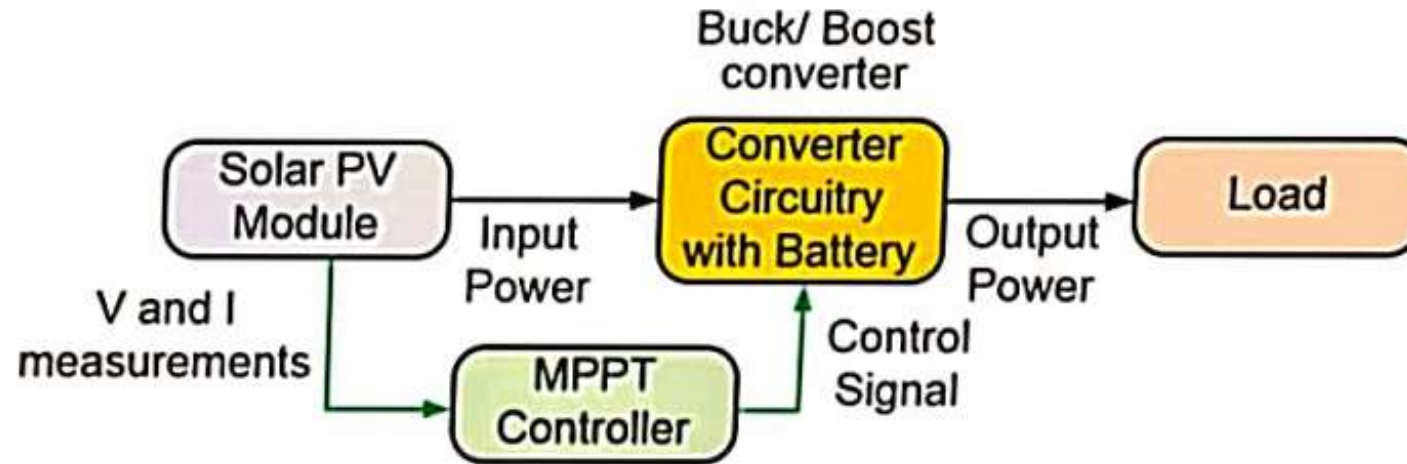 Buck/ Boost
converter
Solar PV
Module
Input
Power
Converter
Circuitry
with Battery
Output
Power
Load
V and I
measurements
MPPT
Controller
Control
Signal